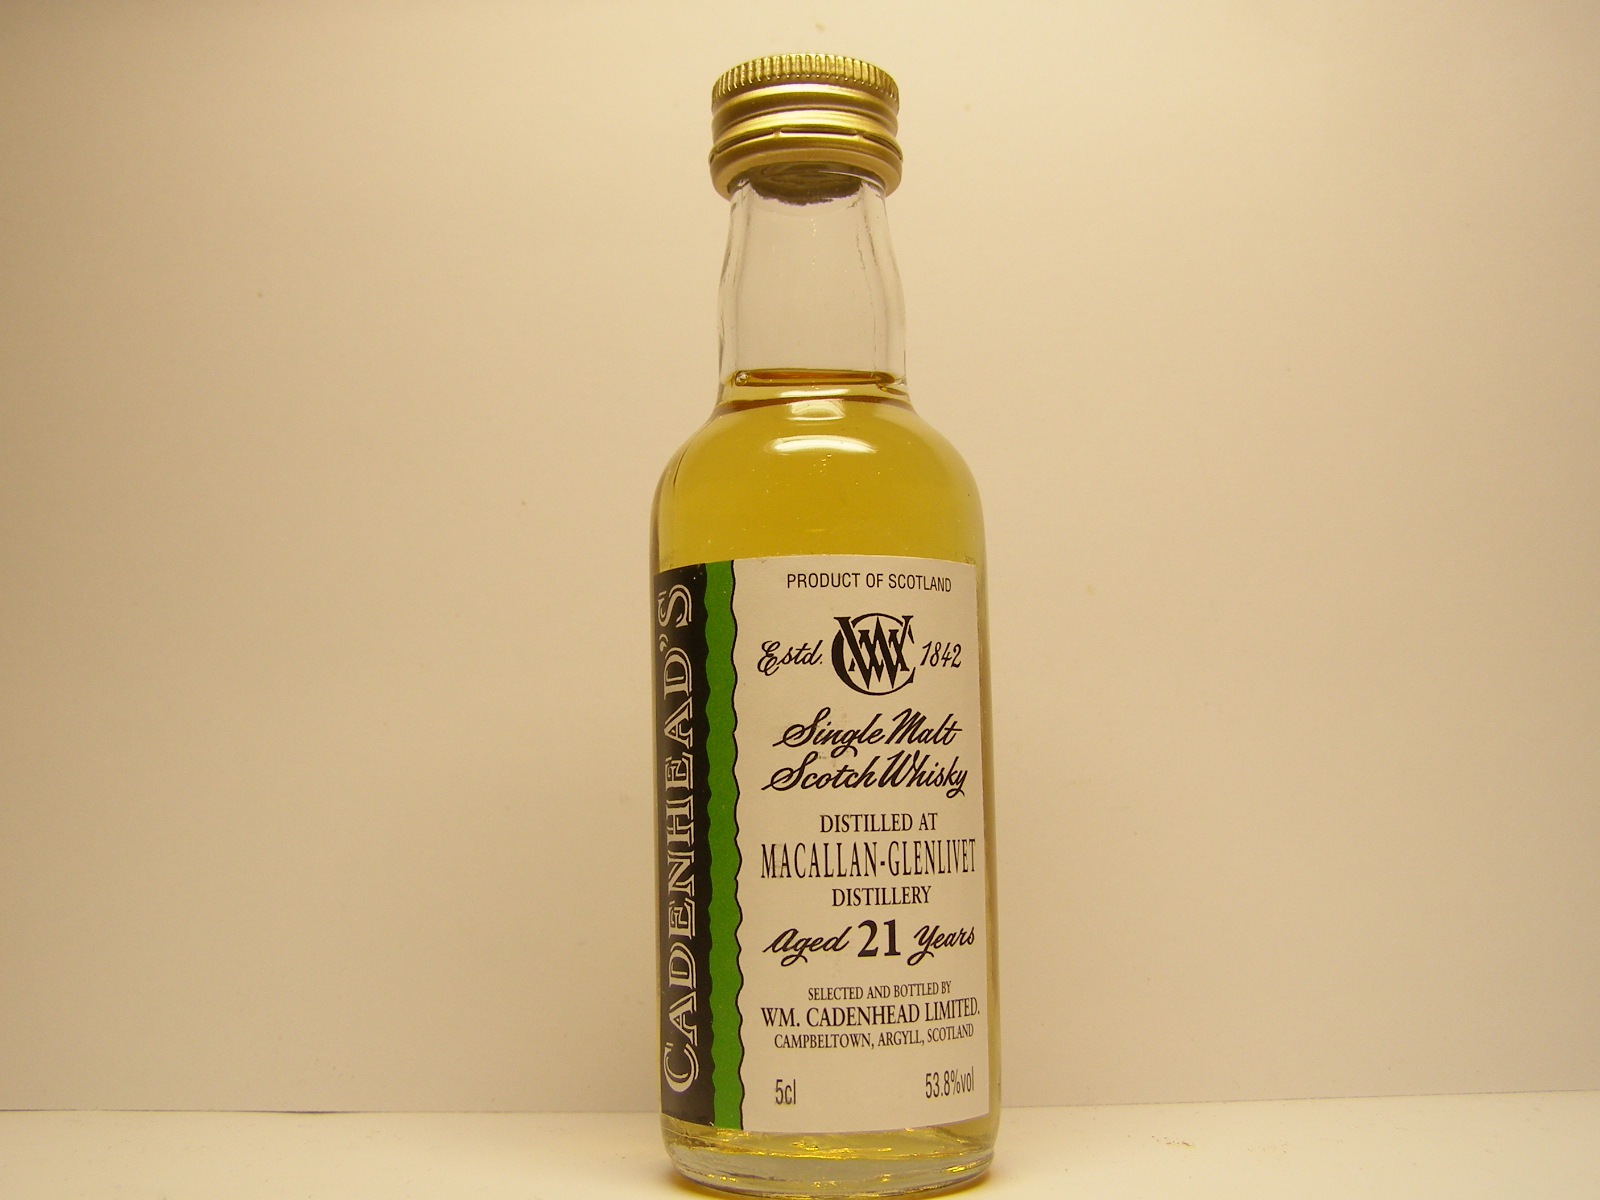 CADENHEAD'S
PRODUCT OF SCOTLAND
Estd. WC 1842
Single Malt
Scotch Whisky
DISTILLED AT
MACALLAN-GLENLIVET
DISTILLERY
Aged 21 Years
SELECTED AND BOTTLED BY
WM. CADENHEAD LIMITED.
CAMPBELTOWN, ARGYLL, SCOTLAND
5cl 53.8%vol